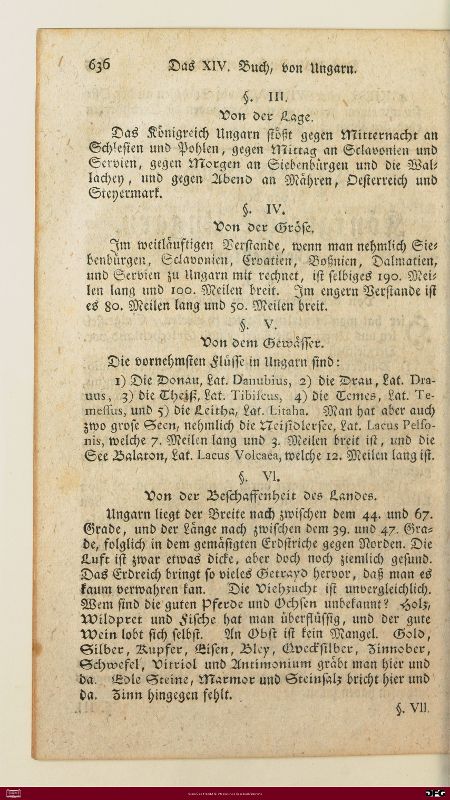 636 Das XIV. Buch, von Ungarn.
§. III.
Von der Lage.
Das Königreich Ungarn stößt gegen Mitternacht an
Schlesien und Pohlen, gegen Mittag an Sclavonien und
Servien, gegen Morgen an Siebenbürgen und die Wal-
lachey, und gegen Abend an Mähren, Oesterreich und
Steyermark.
§. IV.
Von der Gröse.
Im weitläuftigen Verstande, wenn man nehmlich Sie-
benbürgen, Sclavonien, Croatien, Boßnien, Dalmatien,
und Servien zu Ungarn mit rechnet, ist selbiges 190. Mei-
len lang und 100. Meilen breit. Im engern Verstande ist
es 80. Meilen lang und 50. Meilen breit.
§. V.
Von dem Gewässer.
Die vornehmsten Flüsse in Ungarn sind:
1) Die Donau, Lat. Danubius, 2) die Drau, Lat. Dra-
uus, 3) die Theiß, Lat. Tibiscus, 4) die Temes, Lat. Te-
messus, und 5) die Leitha, Lat. Litaha. Man hat aber auch
zwo grose Seen, nehmlich die Neisidlersee, Lat. Lacus Peiso-
nis, welche 7. Meilen lang und 3. Meilen breit ist, und die
See Balaton, Lat. Lacus Volcaea, welche 12. Meilen lang ist.
§. VI.
Von der Beschaffenheit des Landes.
Ungarn liegt der Breite nach zwischen dem 44. und 67.
Grade, und der Länge nach zwischen dem 39. und 47. Gra-
de, folglich in dem gemäsigten Erdstriche gegen Norden. Die
Luft ist zwar etwas dicke, aber doch noch ziemlich gesund.
Das Erdreich bringt so vieles Getrayd hervor, daß man es
kaum verwahren kan. Die Viehzucht ist unvergleichlich.
Wem sind die guten Pferde und Ochsen unbekannt? Holz,
Wildpret und Fische hat man überflüssig, und der gute
Wein lobt sich selbst. An Obst ist kein Mangel. Gold,
Silber, Kupfer, Eisen, Bley, Qvecksilber, Zinnober,
Schwefel, Vitriol und Antimonium gräbt man hier und
da. Edle Steine, Marmor und Steinsalz bricht hier und
da. Zinn hingegen fehlt.
§. VII.
DFG